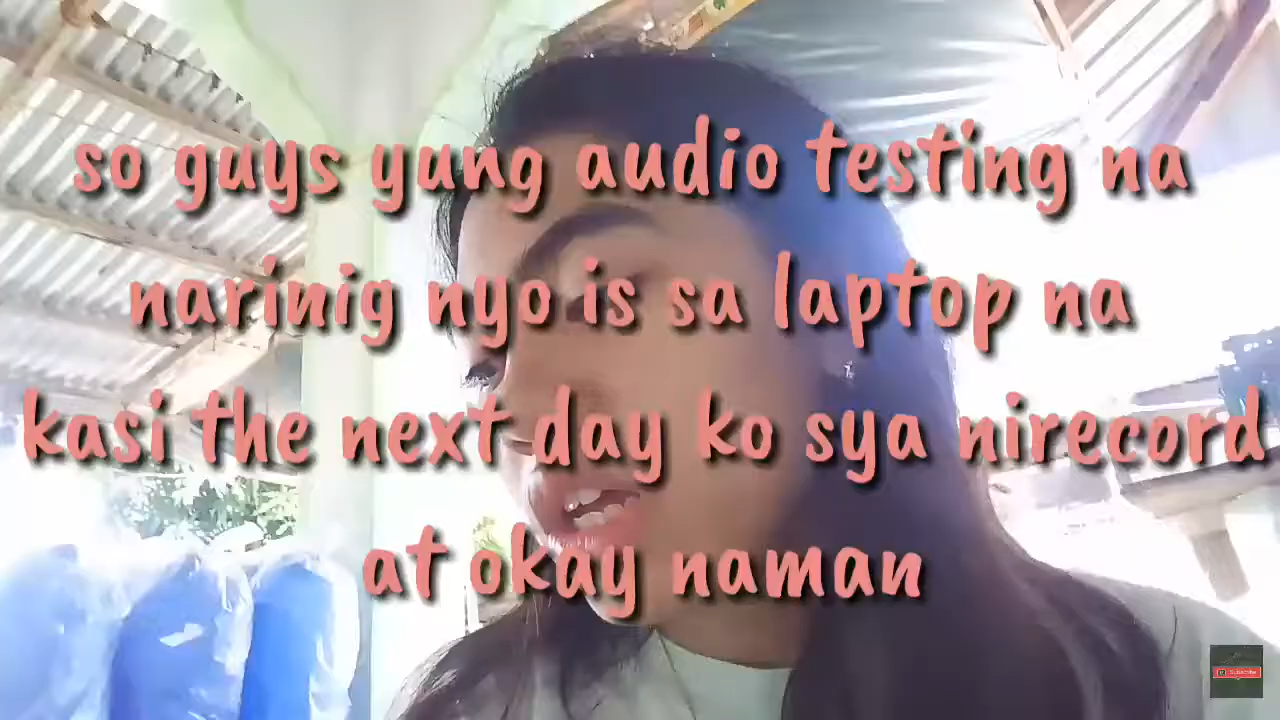 so guys yung audio testing na
narinig nyo is sa laptop na
kasi the next day ko sya nirecord
at okay naman
Subscribe